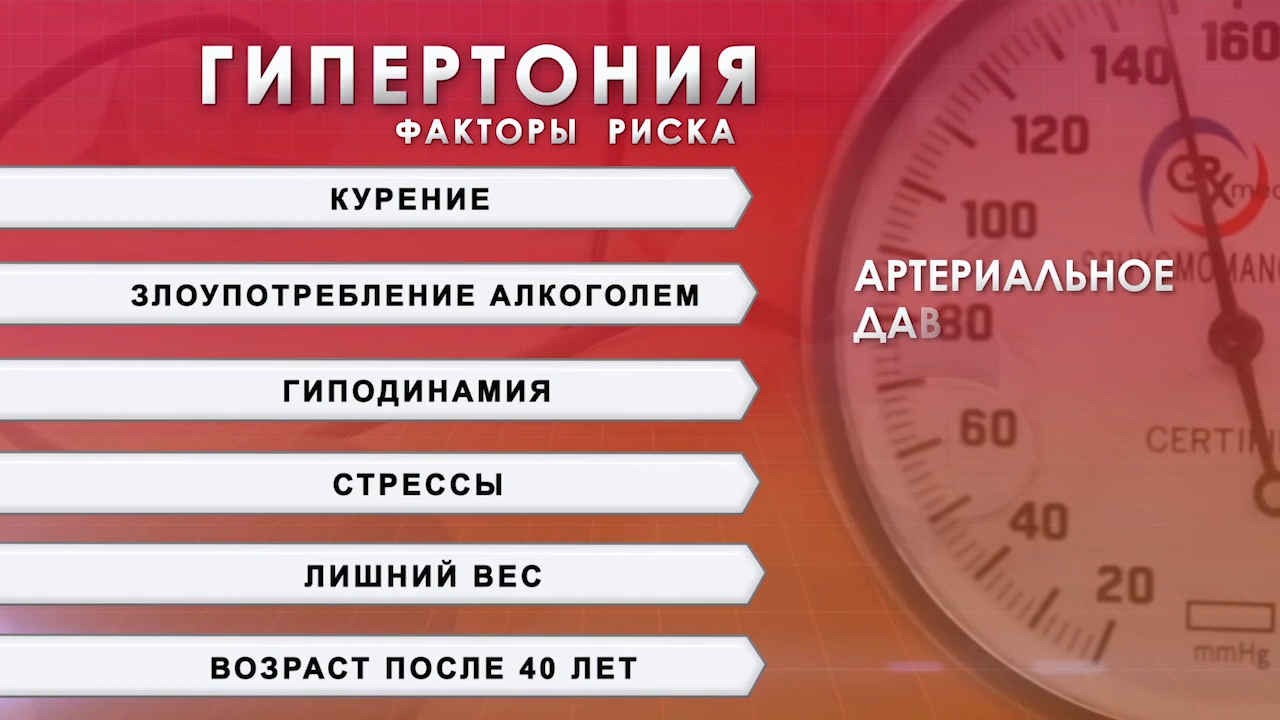 ГИПЕРТОНИЯ
ФАКТОРЫ РИСКА
КУРЕНИЕ
ЗЛОУПОТРЕБЛЕНИЕ АЛКОГОЛЕМ
ГИПОДИНАМИЯ
СТРЕССЫ
ЛИШНИЙ ВЕС
ВОЗРАСТ ПОСЛЕ 40 ЛЕТ
АРТЕРИАЛЬНОЕ
ДАВ
160
140
120
100
80
60
40
20
mmHg